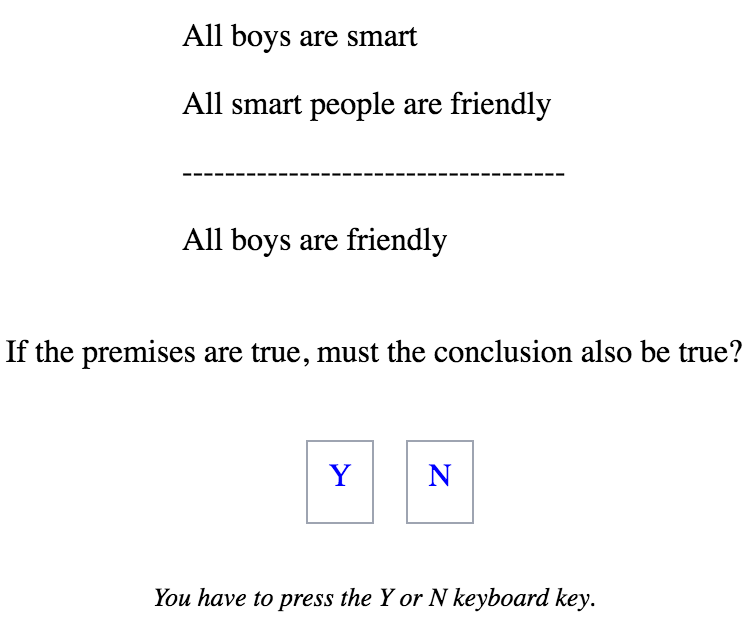 All boys are smart
All smart people are friendly
------------------------------------
All boys are friendly
If the premises are true, must the conclusion also be true?
Y N
You have to press the Y or N keyboard key.